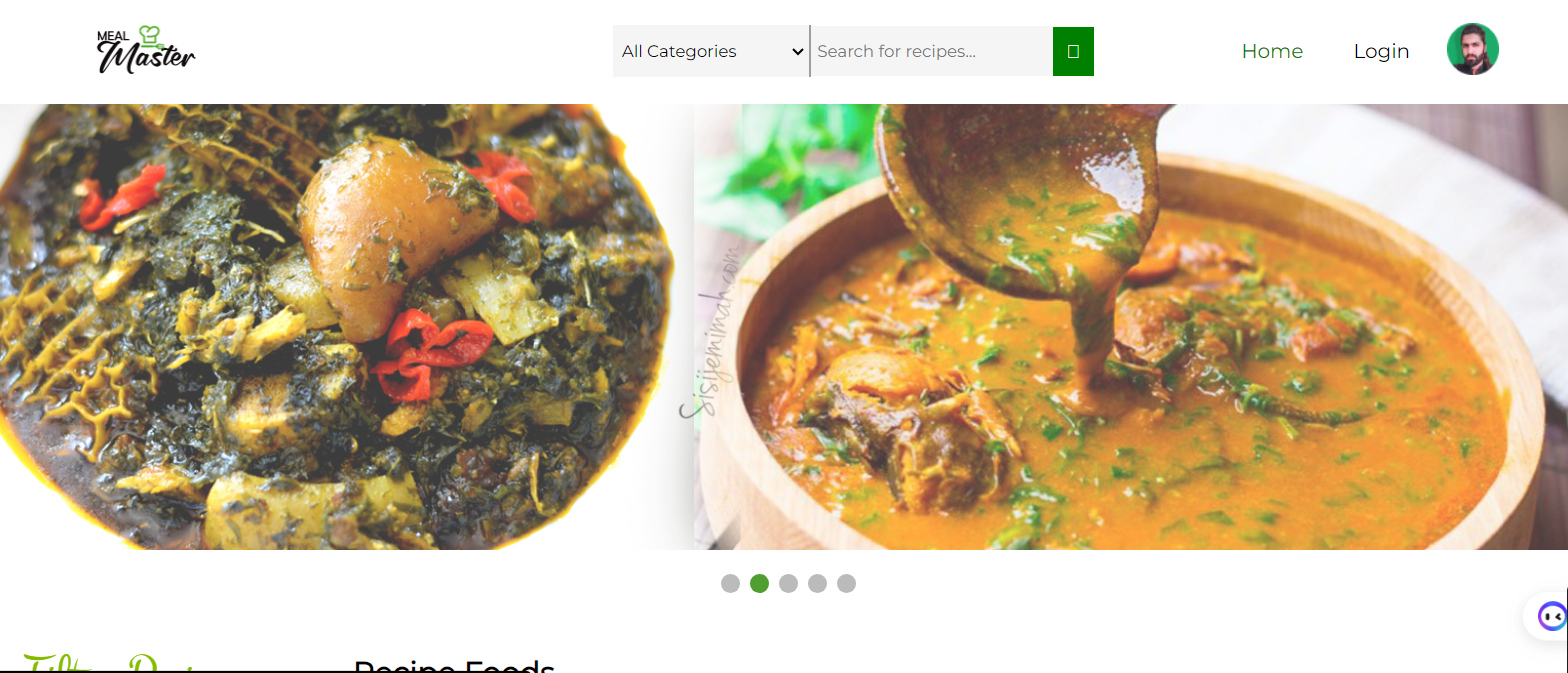 MEAL
Master
All Categories
Search for recipes...
Home
Login
Sisijemimah.com
Recipe Foods